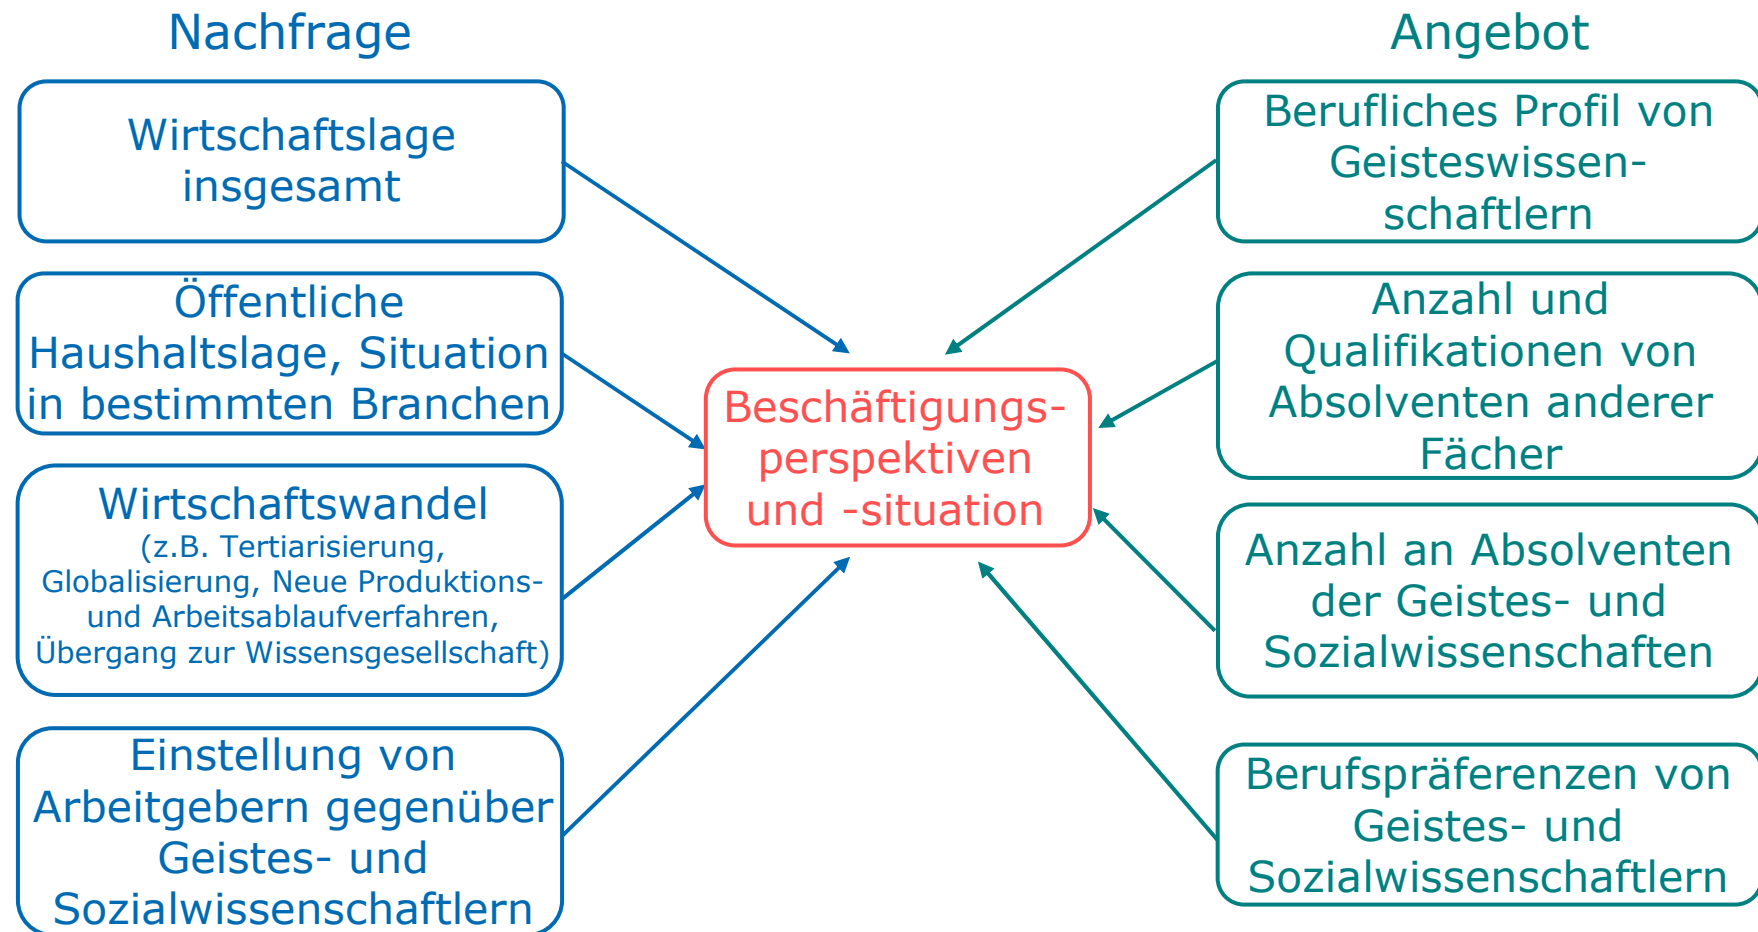 Nachfrage
Wirtschaftslage
insgesamt
Öffentliche
Haushaltslage, Situation
in bestimmten Branchen
Wirtschaftswandel
(z.B. Tertiarisierung,
Globalisierung, Neue Produktions-
und Arbeitsablaufverfahren,
Übergang zur Wissensgesellschaft)
Einstellung von
Arbeitgebern gegenüber
Geistes- und
Sozialwissenschaftlern
Beschäftigungs-
perspektiven
und -situation
Angebot
Berufliches Profil von
Geisteswissen-
schaftlern
Anzahl und
Qualifikationen von
Absolventen anderer
Fächer
Anzahl an Absolventen
der Geistes- und
Sozialwissenschaften
Berufspräferenzen von
Geistes- und
Sozialwissenschaftlern